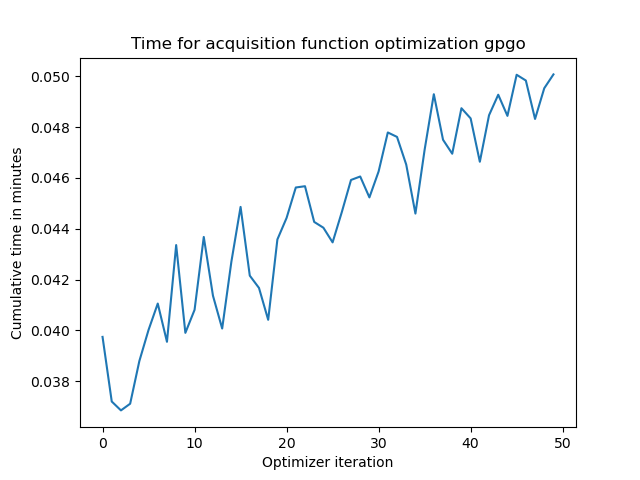 Time for acquisition function optimization gpgo
Cumulative time in minutes
0.050
0.048
0.046
0.044
0.042
0.040
0.038
0 10 20 30 40 50
Optimizer iteration